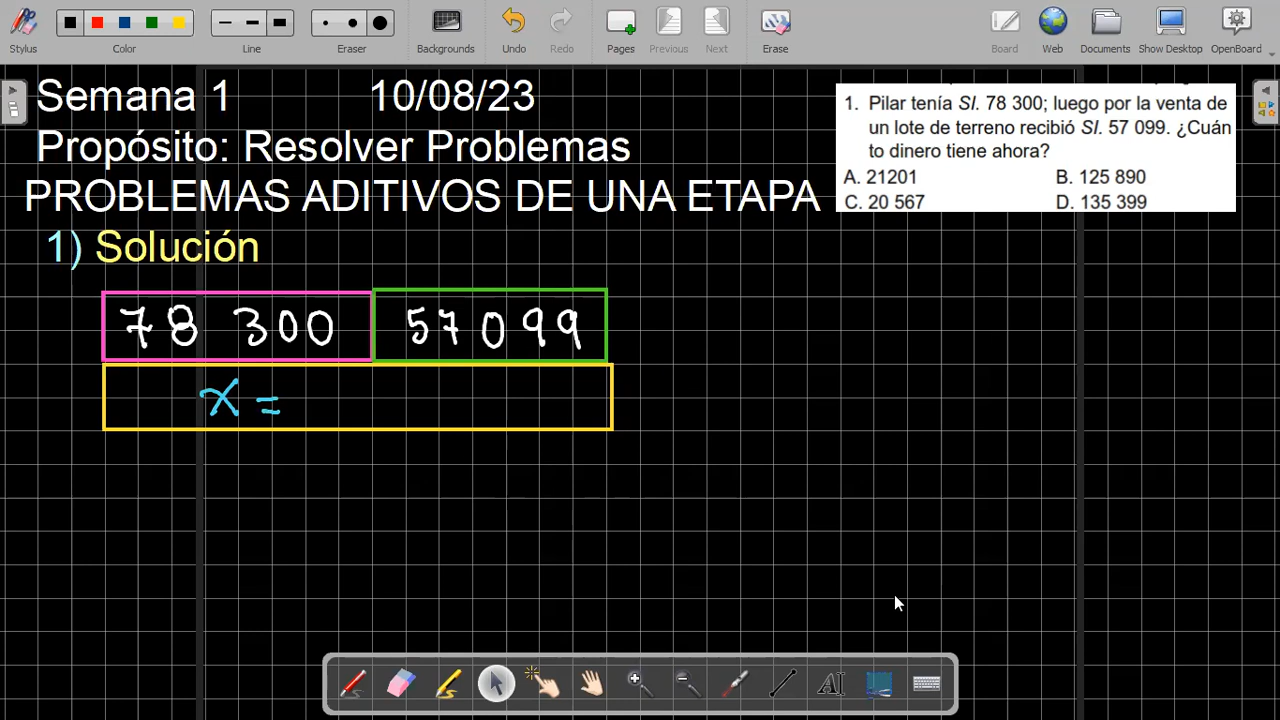 Stylus Color Line Eraser Backgrounds Undo Redo Pages Previous Next Erase Board Web Documents Show Desktop OpenBoard
Semana 1 10/08/23
Propósito: Resolver Problemas
PROBLEMAS ADITIVOS DE UNA ETAPA
1. Pilar tenía S/. 78 300; luego por la venta de
un lote de terreno recibió S/. 57 099. ¿Cuán
to dinero tiene ahora?
A. 21201 B. 125 890
C. 20 567 D. 135 399
1) Solución
78 300 57099
x =
AI